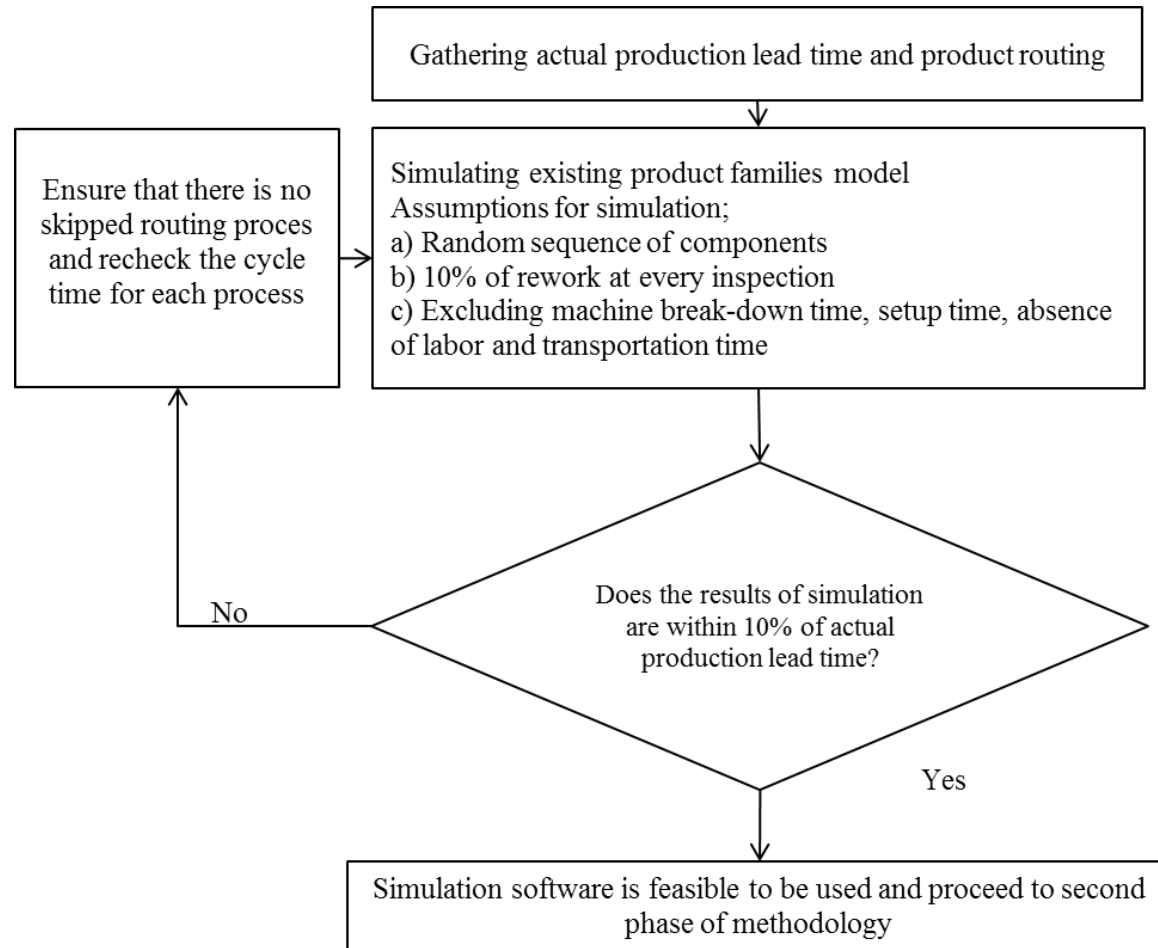 Gathering actual production lead time and product routing
Ensure that there is no
skipped routing proces
and recheck the cycle
time for each process
Simulating existing product families model
Assumptions for simulation;
a) Random sequence of components
b) 10% of rework at every inspection
c) Excluding machine break-down time, setup time, absence
of labor and transportation time
Does the results of simulation
are within 10% of actual
production lead time?
No
Yes
Simulation software is feasible to be used and proceed to second
phase of methodology